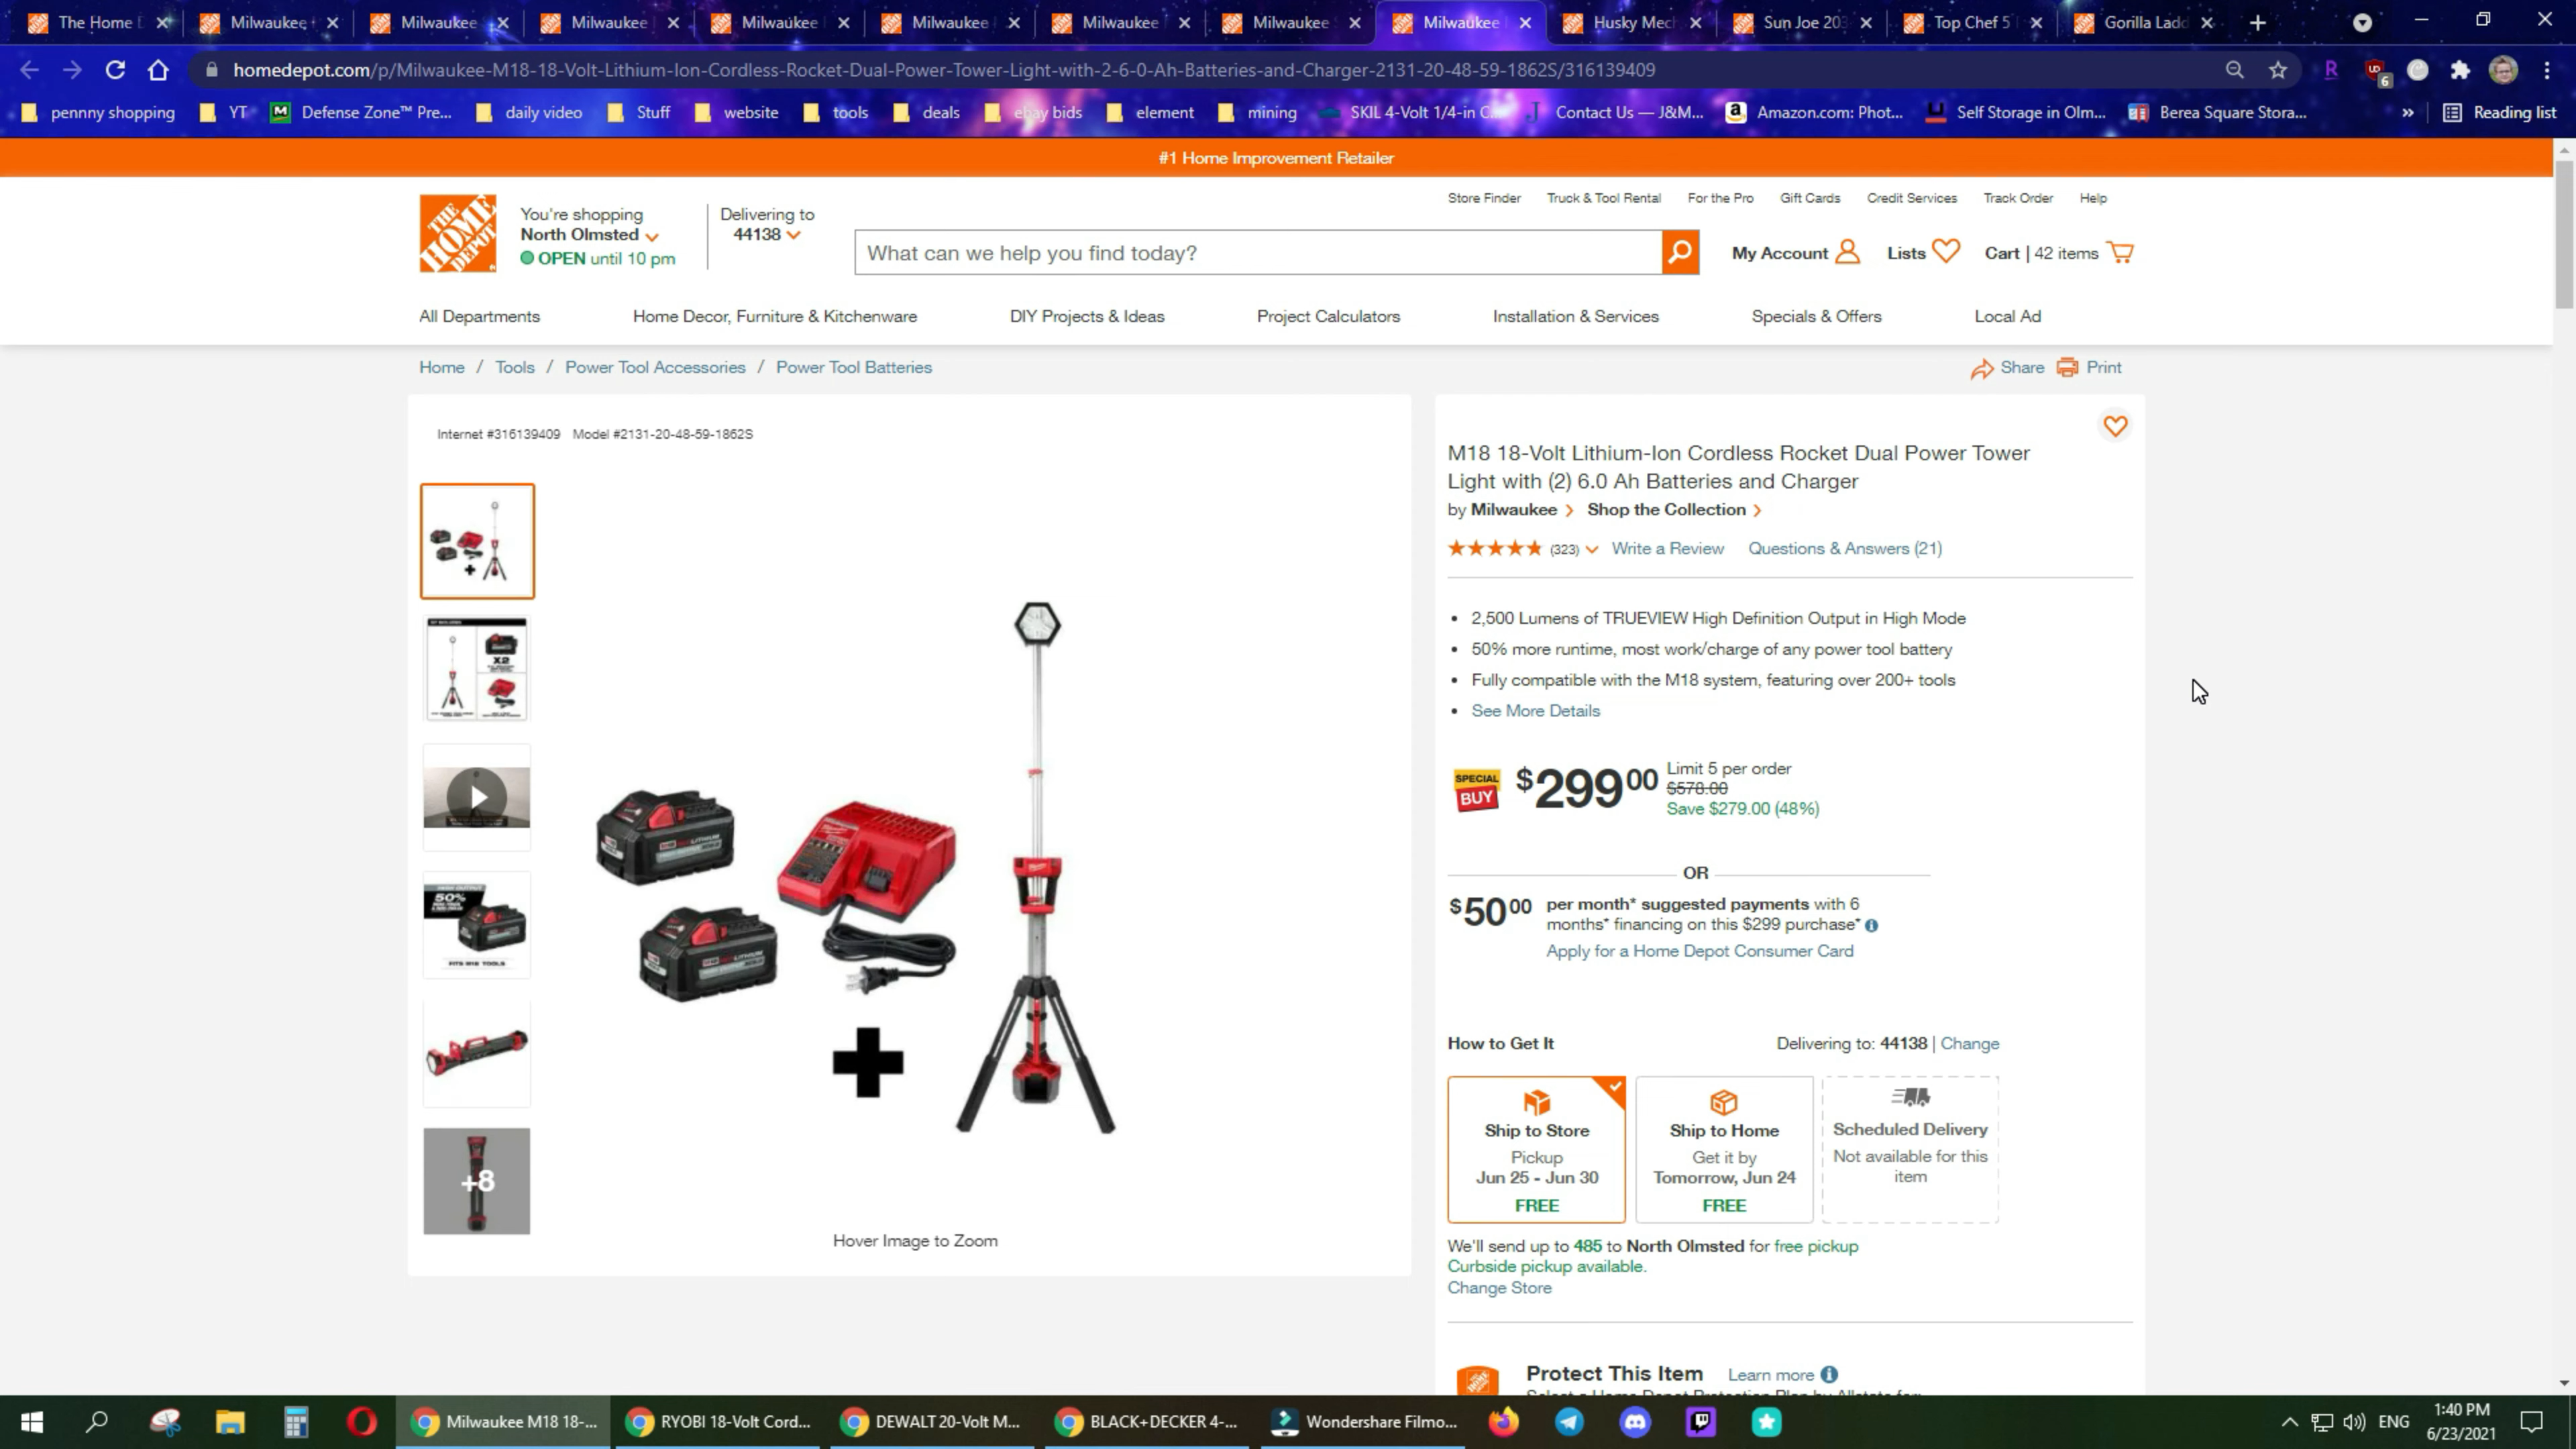 The Home D
Milwaukee
Milwaukee
Milwaukee
Milwaukee
Milwaukee
Milwaukee
Milwaukee
Milwaukee
Husky Mech
Sun Joe 203
Top Chef 5
Gorilla Ladd
homedepot.com/p/Milwaukee-M18-18-Volt-Lithium-Ion-Cordless-Rocket-Dual-Power-Tower-Light-with-2-6-0-Ah-Batteries-and-Charger-2131-20-48-59-1862S/316139409
R
6
pennny shopping
YT
Defense Zone™ Pre...
daily video
Stuff
website
tools
deals
ebay bids
element
mining
SKIL 4-Volt 1/4-in C...
Contact Us — J&M...
Amazon.com: Phot...
Self Storage in Olm...
Berea Square Stora...
»
Reading list
#1 Home Improvement Retailer
Store Finder
Truck & Tool Rental
For the Pro
Gift Cards
Credit Services
Track Order
Help
THE HOME DEPOT
You're shopping
North Olmsted
OPEN until 10 pm
Delivering to
44138
What can we help you find today?
My Account
Lists
Cart | 42 items
All Departments
Home Decor, Furniture & Kitchenware
DIY Projects & Ideas
Project Calculators
Installation & Services
Specials & Offers
Local Ad
Home / Tools / Power Tool Accessories / Power Tool Batteries
Share
Print
Internet #316139409 Model #2131-20-48-59-1862S
X2
HIGH OUTPUT
50%
FITS M18 TOOLS
+8
Hover Image to Zoom
M18 18-Volt Lithium-Ion Cordless Rocket Dual Power Tower
Light with (2) 6.0 Ah Batteries and Charger
by Milwaukee > Shop the Collection >
(323) Write a Review Questions & Answers (21)
• 2,500 Lumens of TRUEVIEW High Definition Output in High Mode
• 50% more runtime, most work/charge of any power tool battery
• Fully compatible with the M18 system, featuring over 200+ tools
• See More Details
SPECIAL
BUY
$299.00
Limit 5 per order
$578.00
Save $279.00 (48%)
OR
$50.00
per month* suggested payments with 6
months* financing on this $299 purchase*
Apply for a Home Depot Consumer Card
How to Get It
Delivering to: 44138 | Change
Ship to Store
Pickup
Jun 25 - Jun 30
FREE
Ship to Home
Get it by
Tomorrow, Jun 24
FREE
Scheduled Delivery
Not available for this
item
We'll send up to 485 to North Olmsted for free pickup
Curbside pickup available.
Change Store
Protect This Item Learn more
Milwaukee M18 18-...
RYOBI 18-Volt Cord...
DEWALT 20-Volt M...
BLACK+DECKER 4-...
Wondershare Filmo...
ENG
1:40 PM
6/23/2021